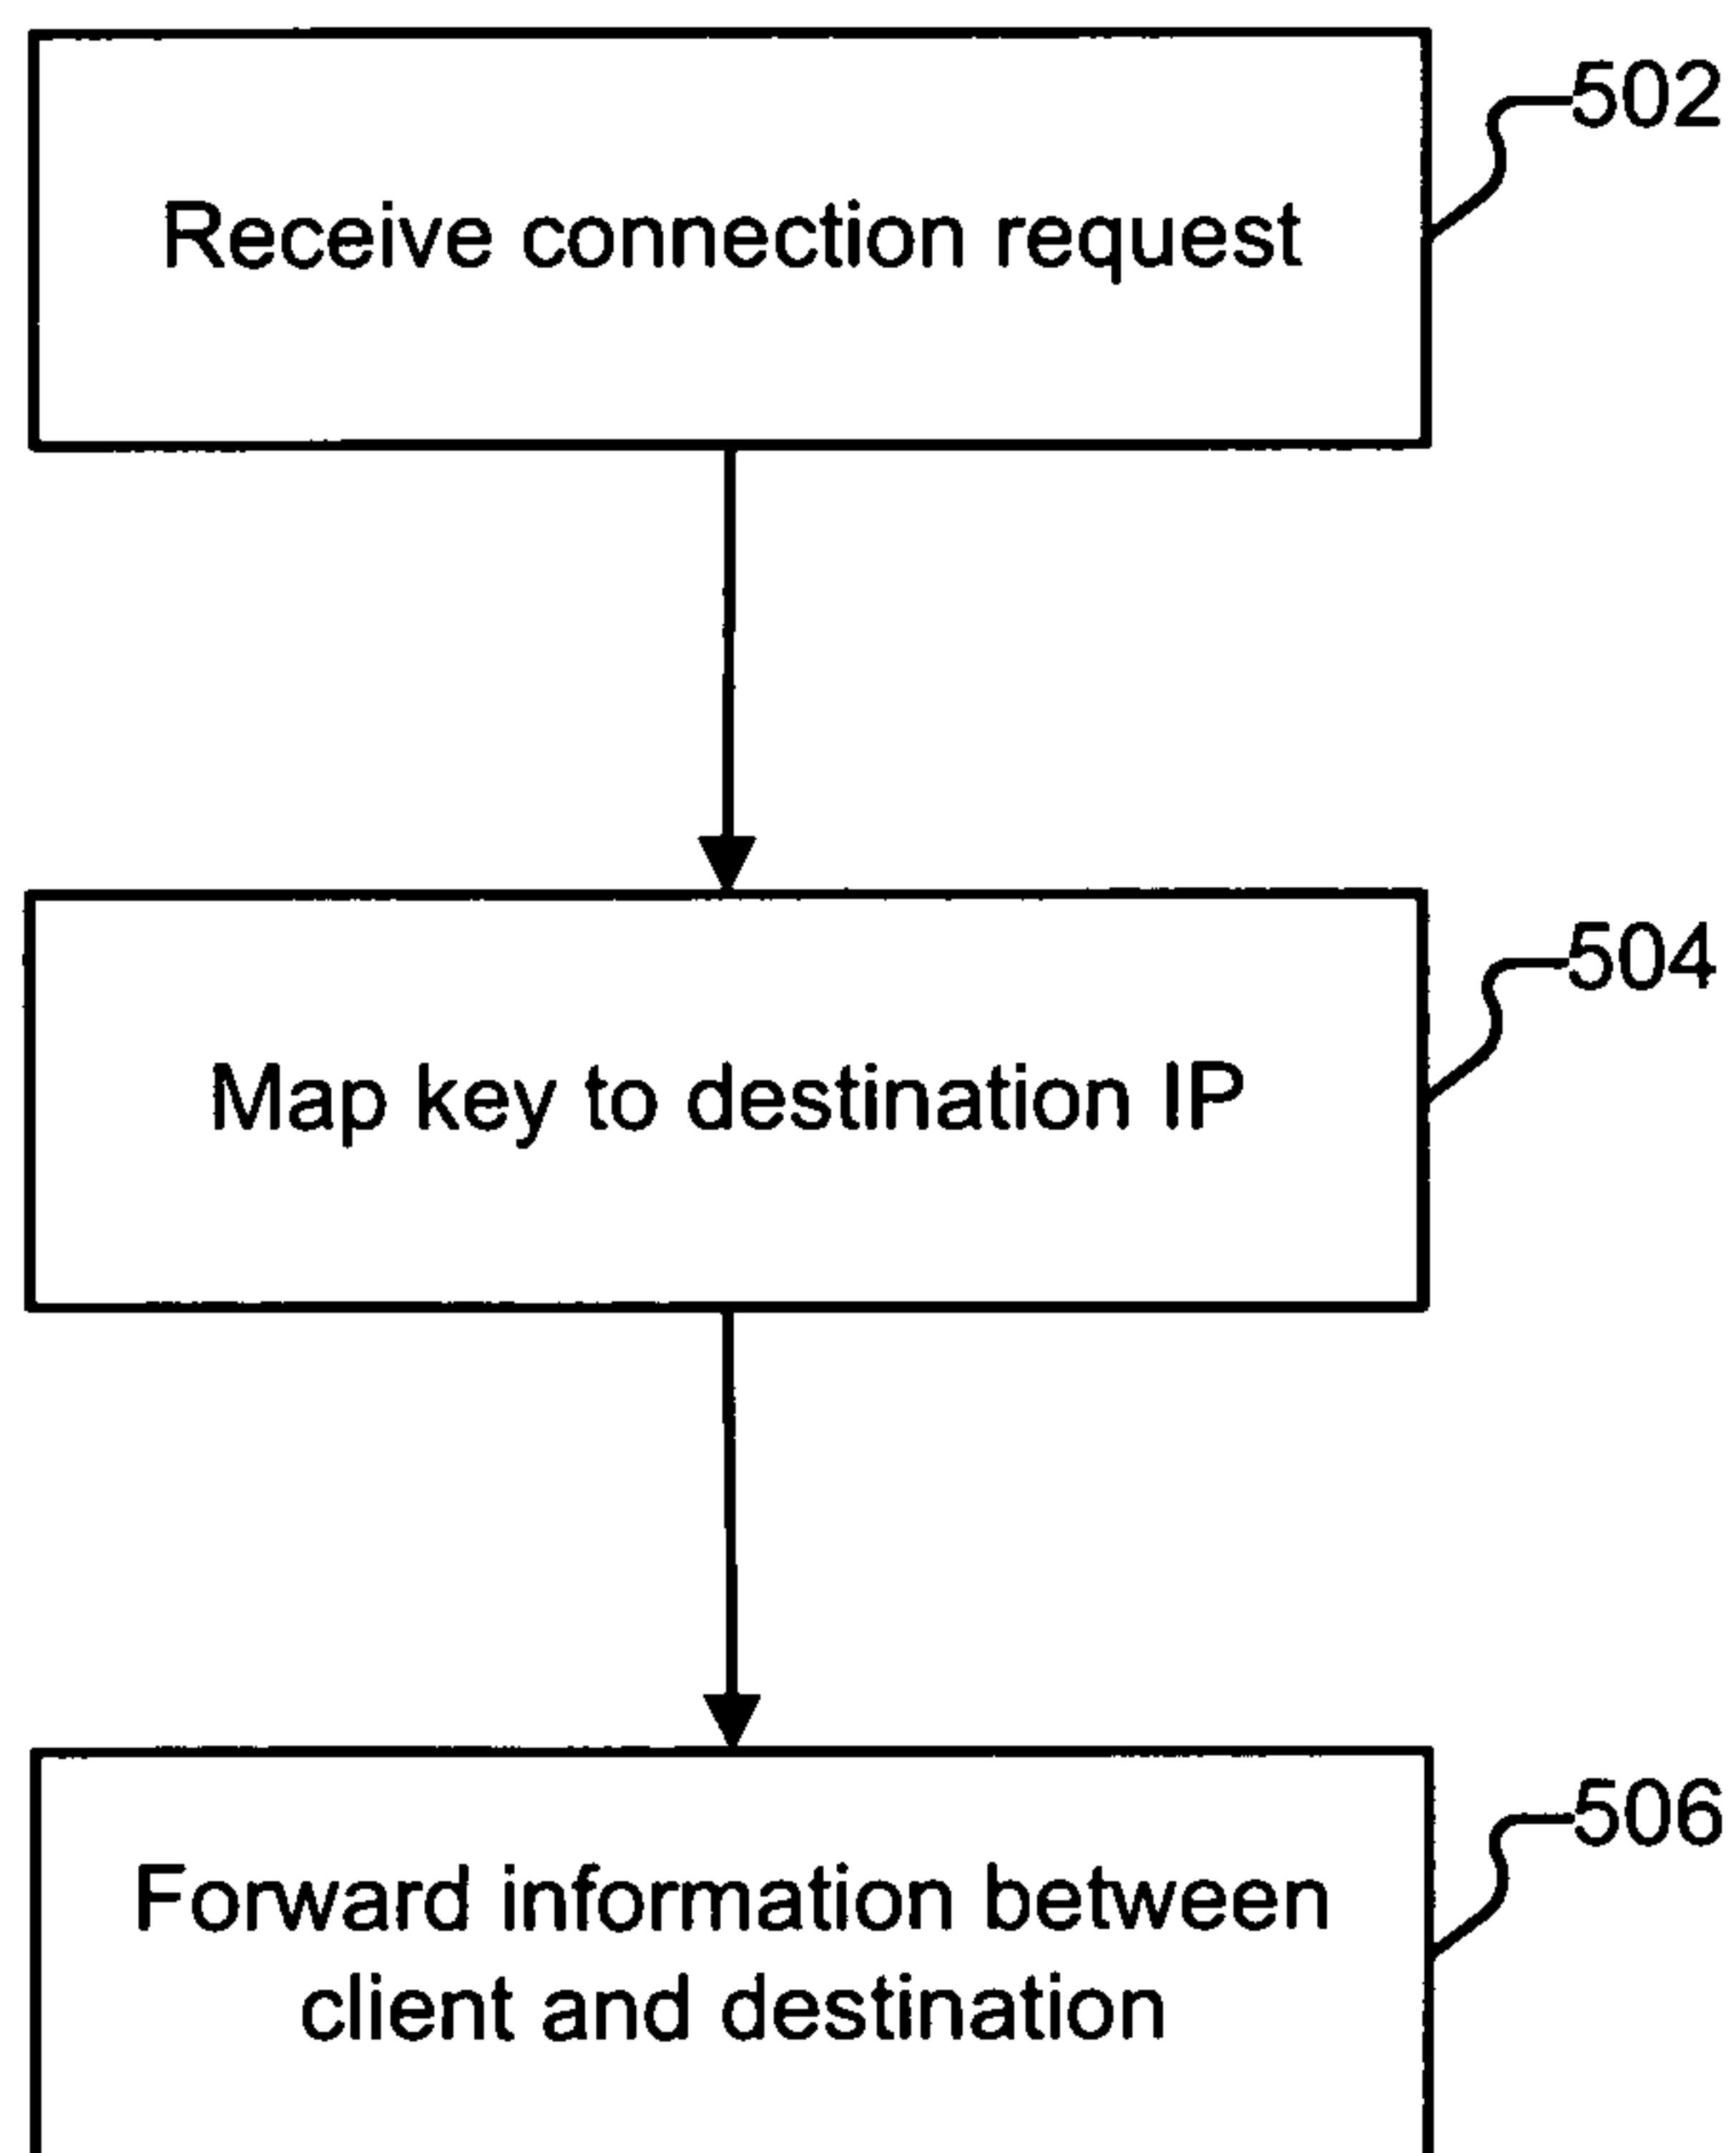 502
Receive connection request
504
Map key to destination IP
506
Forward information between
client and destination